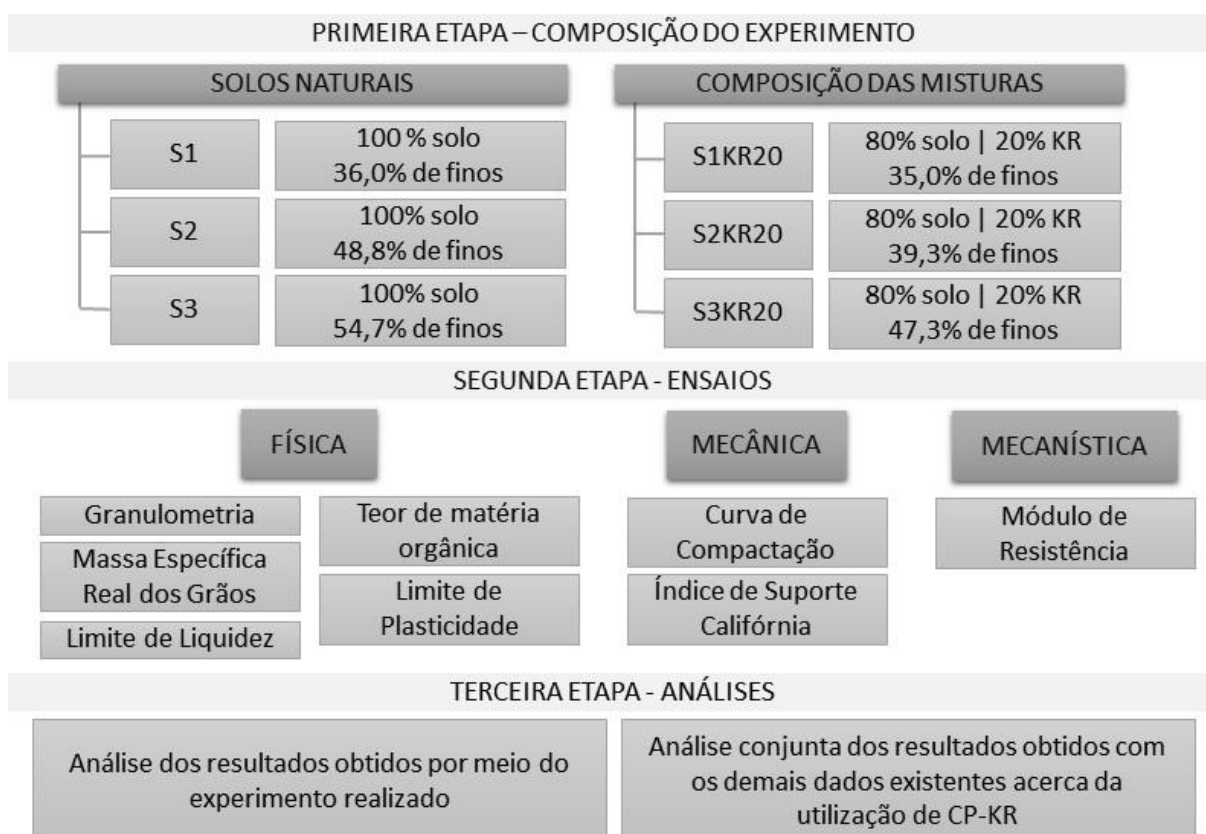 PRIMEIRA ETAPA – COMPOSIÇÃO DO EXPERIMENTO
SOLOS NATURAIS
S1
100 % solo
36,0% de finos
S2
100% solo
48,8% de finos
S3
100% solo
54,7% de finos
COMPOSIÇÃO DAS MISTURAS
S1KR20
80% solo | 20% KR
35,0% de finos
S2KR20
80% solo | 20% KR
39,3% de finos
S3KR20
80% solo | 20% KR
47,3% de finos
SEGUNDA ETAPA - ENSAIOS
FÍSICA
Granulometria
Massa Específica
Real dos Grãos
Limite de Liquidez
Teor de matéria
orgânica
Limite de
Plasticidade
MECÂNICA
Curva de
Compactação
Índice de Suporte
Califórnia
MECANÍSTICA
Módulo de
Resistência
TERCEIRA ETAPA - ANÁLISES
Análise dos resultados obtidos por meio do
experimento realizado
Análise conjunta dos resultados obtidos com
os demais dados existentes acerca da
utilização de CP-KR